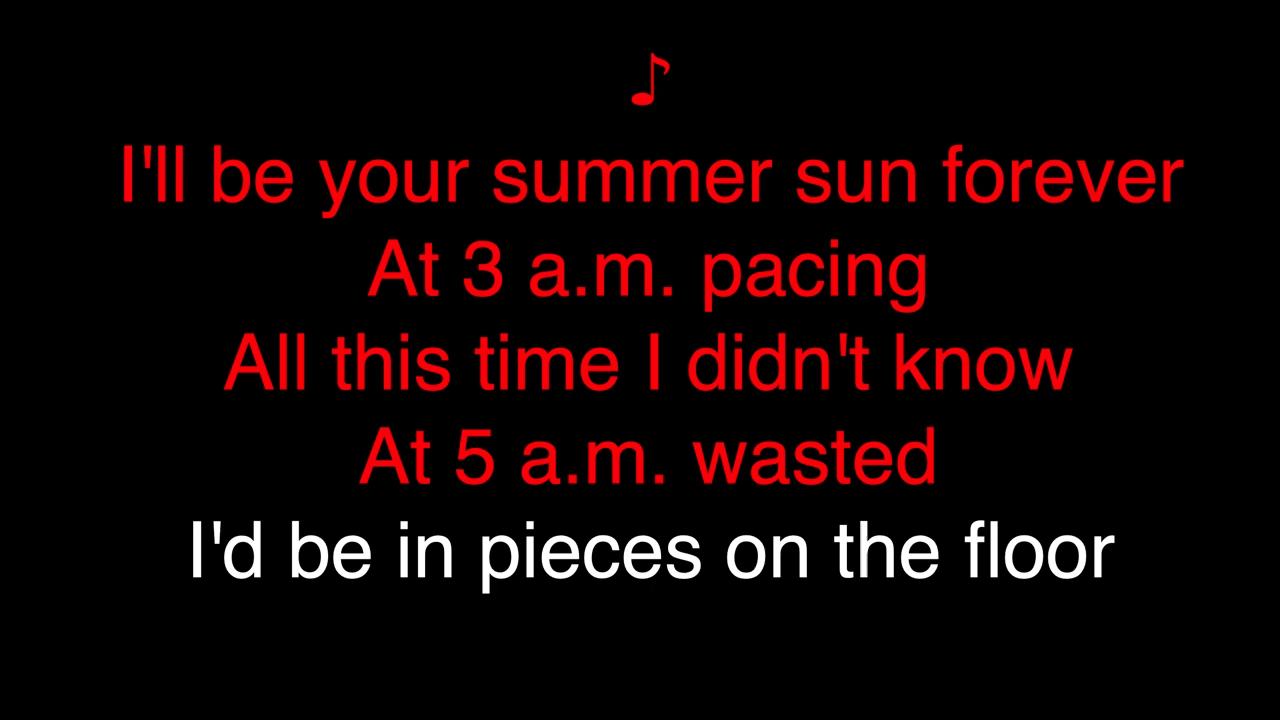 ♪
I'll be your summer sun forever
At 3 a.m. pacing
All this time I didn't know
At 5 a.m. wasted
I'd be in pieces on the floor